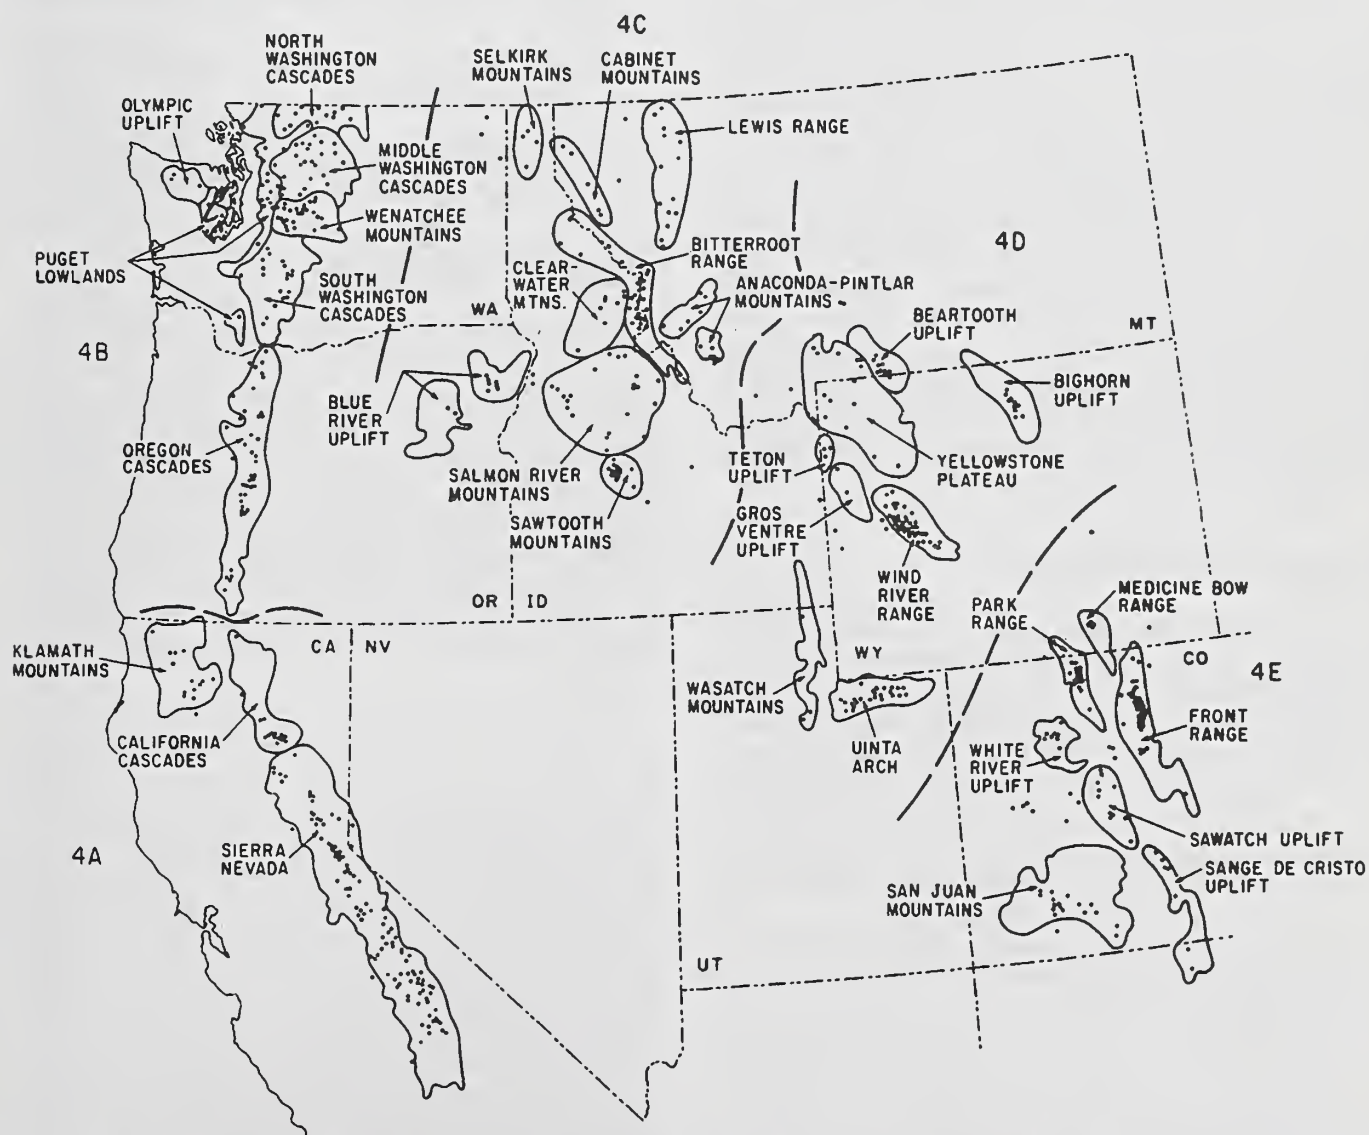 4C
NORTH
WASHINGTON
CASCADES
SELKIRK
MOUNTAINS
CABINET
MOUNTAINS
OLYMPIC
UPLIFT
LEWIS RANGE
MIDDLE
WASHINGTON
CASCADES
WENATCHEE
MOUNTAINS
4D
PUGET
LOWLANDS
BITTERROOT
RANGE
CLEAR-
WATER
MTNS.
ANACONDA-PINTLAR
MOUNTAINS
SOUTH
WASHINGTON
CASCADES
WA
BEARTOOTH
UPLIFT
MT
4B
BIGHORN
UPLIFT
BLUE
RIVER
UPLIFT
OREGON
CASCADES
SALMON RIVER
MOUNTAINS
TETON
UPLIFT
YELLOWSTONE
PLATEAU
SAWTOOTH
MOUNTAINS
GROS
VENTRE
UPLIFT
WIND
RIVER
RANGE
OR
ID
PARK
RANGE
MEDICINE BOW
RANGE
KLAMATH
MOUNTAINS
CA
NV
WY
CO
4E
WASATCH
MOUNTAINS
CALIFORNIA
CASCADES
UINTA
ARCH
WHITE
RIVER
UPLIFT
FRONT
RANGE
4A
SIERRA
NEVADA
SAWATCH UPLIFT
SAN JUAN
MOUNTAINS
SANGE DE CRISTO
UPLIFT
UT